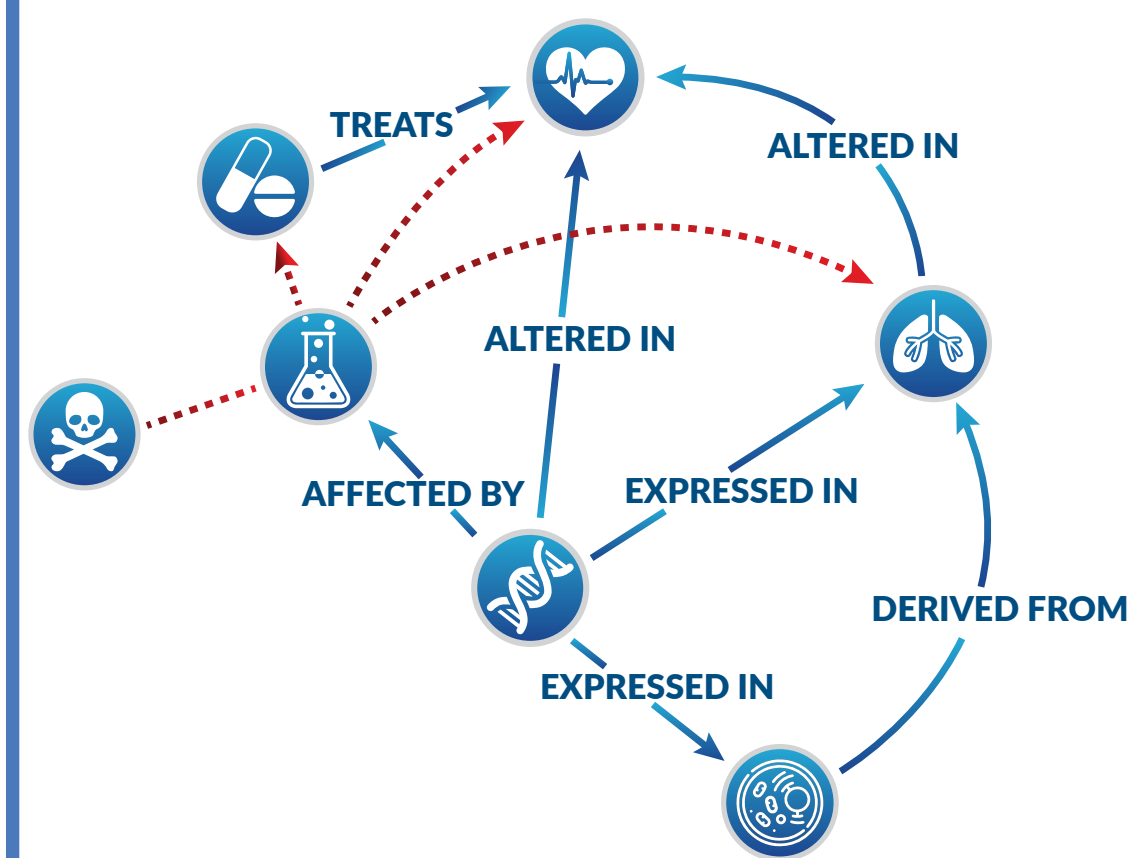 TREATS
ALTERED IN
ALTERED IN
AFFECTED BY
EXPRESSED IN
DERIVED FROM
EXPRESSED IN